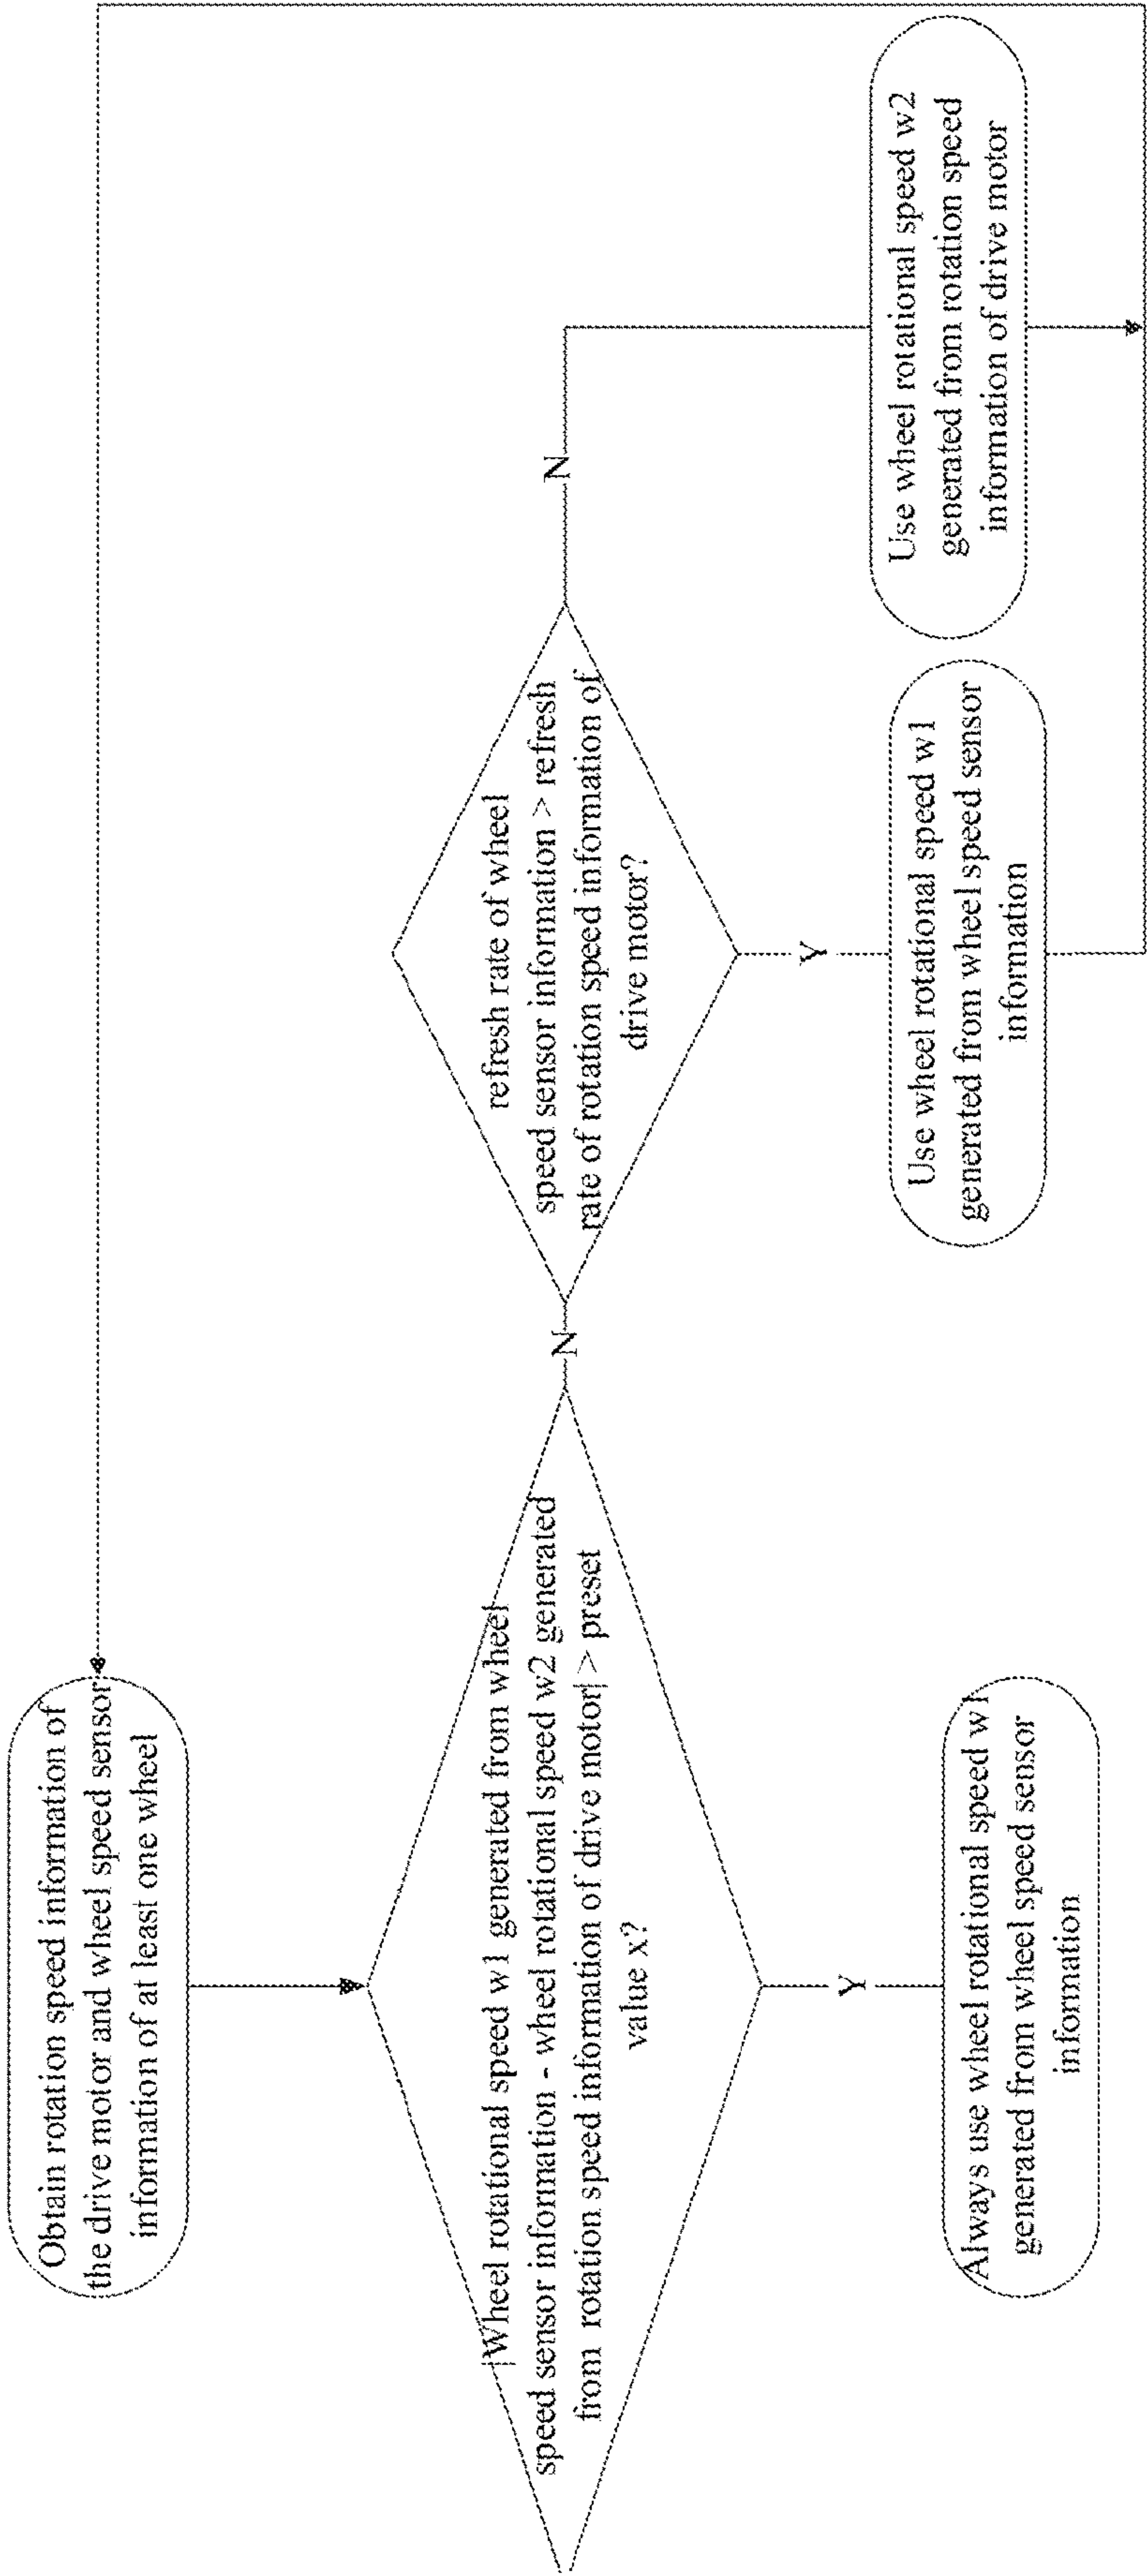 Obtain rotation speed information of
the drive motor and wheel speed sensor
information of at least one wheel
|Wheel rotational speed w1 generated from wheel
speed sensor information - wheel rotational speed w2 generated
from rotation speed information of drive motor| > preset
value x?
N
Y
Always use wheel rotational speed w1
generated from wheel speed sensor
information
refresh rate of wheel
speed sensor information > refresh
rate of rotation speed information of
drive motor?
N
Y
Use wheel rotational speed w1
generated from wheel speed sensor
information
Use wheel rotational speed w2
generated from rotation speed
information of drive motor